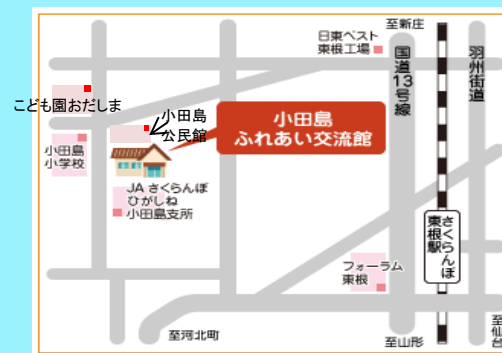 至新庄
日東ベスト
東根工場
国道13号線
羽州街道
こども園おだしま
小田島
公民館
小田島
ふれあい交流館
小田島
小学校
JA さくらんぼ
ひがしね
小田島支所
さくらんぼ
東根駅
フォーラム
東根
至河北町
至山形
至仙台